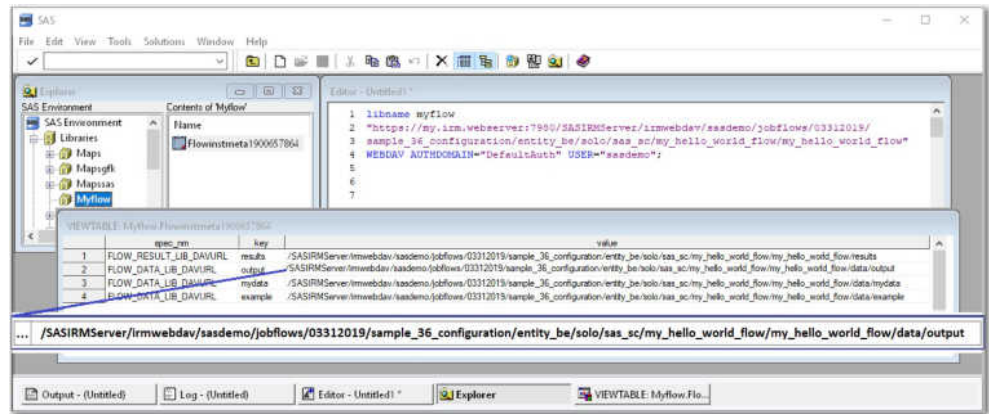 SAS
File Edit View Tools Solutions Window Help
Explorer
SAS Environment
Contents of 'Myflow'
SAS Environment
Libraries
Maps
Mapsgfk
Mapssas
Myflow
Name
Flowinstmeta1900657864
Editor - Untitled1 *
1 libname myflow
2 "https://my.irm.webserver:7980/SASIRMServer/irmwebdav/sasdemo/jobflows/03312019/
3 sample_36_configuration/entity_be/solo/sas_sc/my_hello_world_flow/my_hello_world_flow"
4 WEBDAV AUTHDOMAIN="DefaultAuth" USER="sasdemo";
5
6
7
VIEWTABLE: Myflow.Flowinstmeta1900657864
spec_nm key value
1 FLOW_RESULT_LIB_DAVURL results /SASIRMServer/irmwebdav/sasdemo/jobflows/03312019/sample_36_configuration/entity_be/solo/sas_sc/my_hello_world_flow/my_hello_world_flow/results
2 FLOW_DATA_LIB_DAVURL output /SASIRMServer/irmwebdav/sasdemo/jobflows/03312019/sample_36_configuration/entity_be/solo/sas_sc/my_hello_world_flow/my_hello_world_flow/data/output
3 FLOW_DATA_LIB_DAVURL mydata /SASIRMServer/irmwebdav/sasdemo/jobflows/03312019/sample_36_configuration/entity_be/solo/sas_sc/my_hello_world_flow/my_hello_world_flow/data/mydata
4 FLOW_DATA_LIB_DAVURL example /SASIRMServer/irmwebdav/sasdemo/jobflows/03312019/sample_36_configuration/entity_be/solo/sas_sc/my_hello_world_flow/my_hello_world_flow/data/example
... /SASIRMServer/irmwebdav/sasdemo/jobflows/03312019/sample_36_configuration/entity_be/solo/sas_sc/my_hello_world_flow/my_hello_world_flow/data/output
Output - (Untitled) Log - (Untitled) Editor - Untitled1 * Explorer VIEWTABLE: Myflow.Flo...